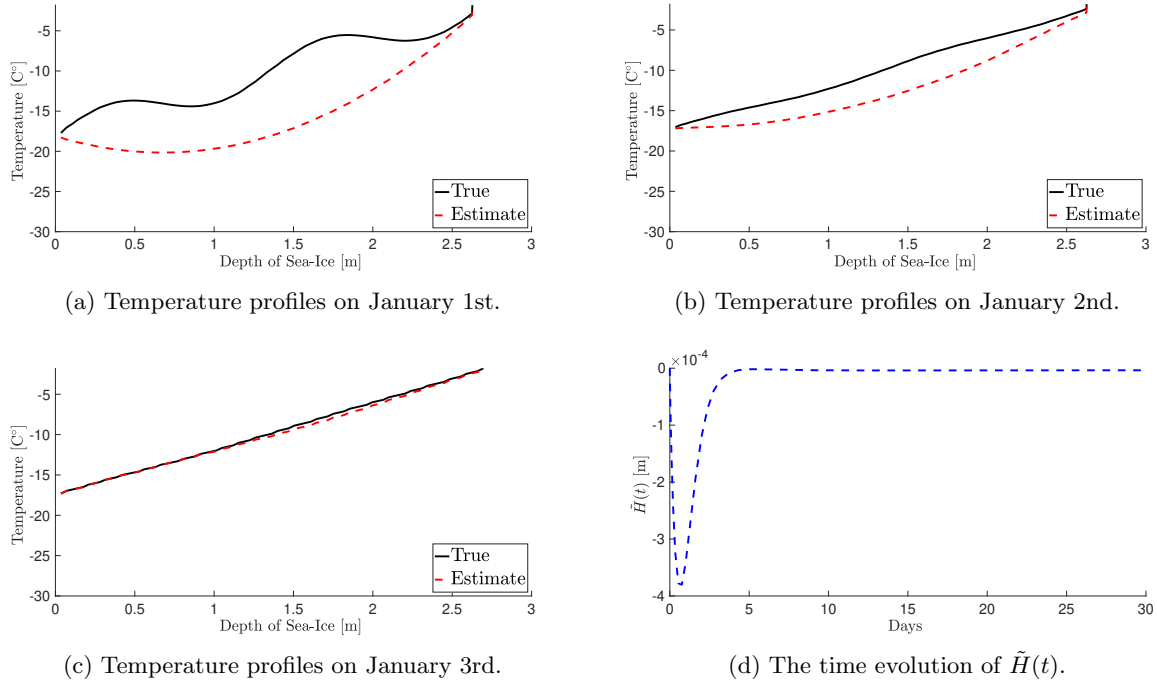 -5
-10
-15
-20
-25
-30
Temperature [C°]
True
Estimate
0 0.5 1 1.5 2 2.5 3
Depth of Sea-Ice [m]
(a) Temperature profiles on January 1st.
-5
-10
-15
-20
-25
-30
Temperature [C°]
True
Estimate
0 0.5 1 1.5 2 2.5 3
Depth of Sea-Ice [m]
(b) Temperature profiles on January 2nd.
-5
-10
-15
-20
-25
-30
Temperature [C°]
True
Estimate
0 0.5 1 1.5 2 2.5 3
Depth of Sea-Ice [m]
(c) Temperature profiles on January 3rd.
×10⁻⁴
0
-1
-2
-3
-4
H̃(t) [m]
0 5 10 15 20 25 30
Days
(d) The time evolution of H̃(t).